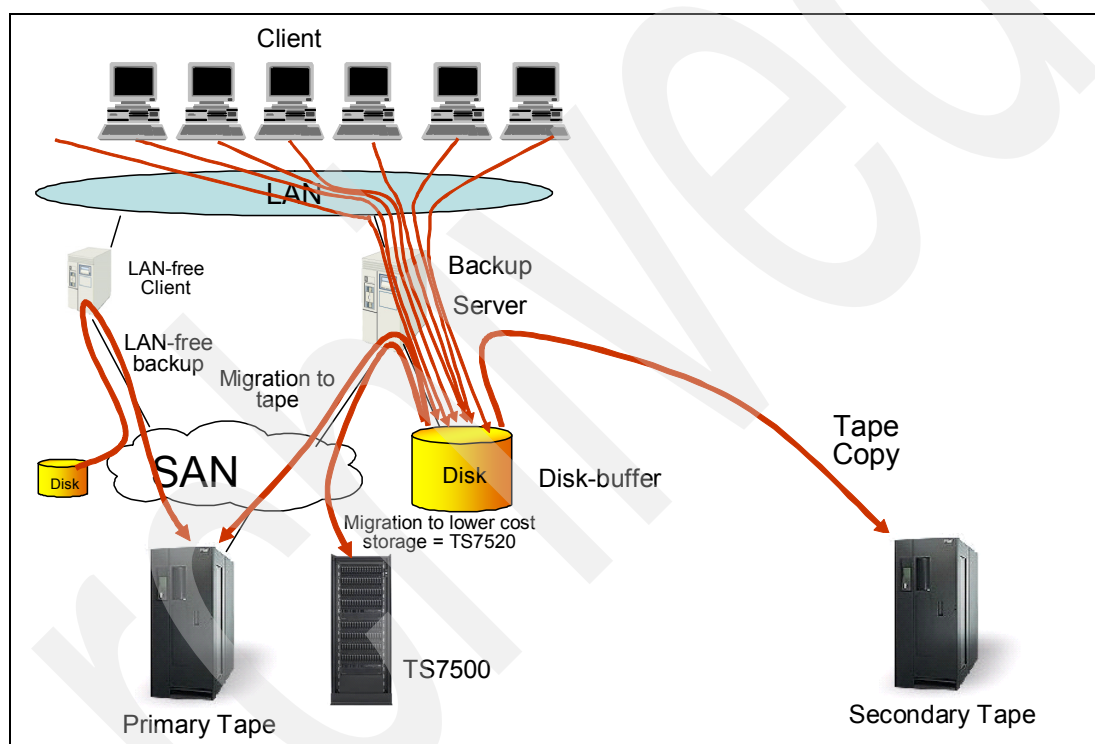 Client
LAN
LAN-free
Client
Backup
Server
LAN-free
backup
Migration to
tape
SAN
Disk
Disk
Disk-buffer
Tape
Copy
Migration to lower cost
storage = TS7520
TS7500
Primary Tape
Secondary Tape